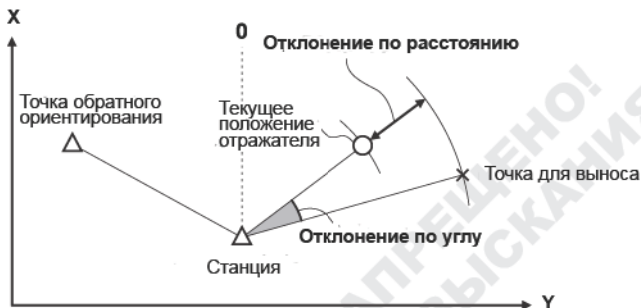 X
0
Отклонение по расстоянию
Точка обратного
ориентирования
Текущее
положение
отражателя
Точка для выноса
Отклонение по углу
Станция
Y